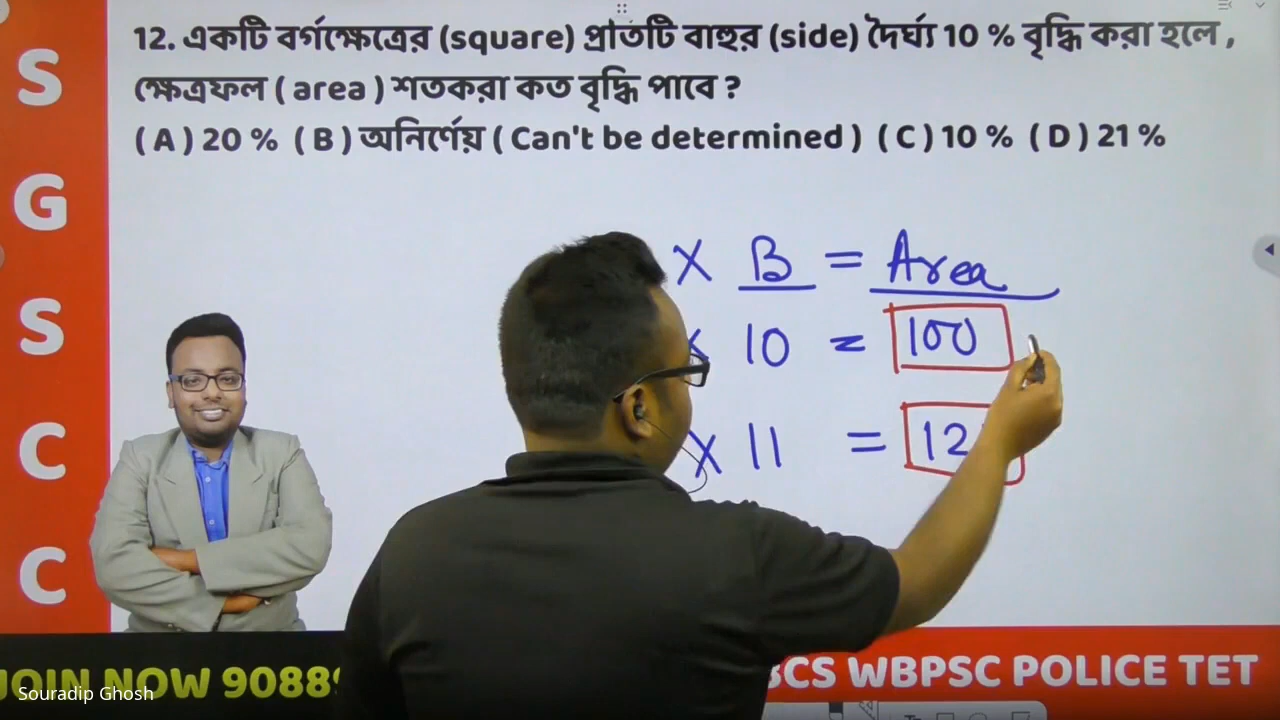 12. একটি বর্গক্ষেত্রের (square) প্রতিটি বাহুর (side) দৈর্ঘ্য 10 % বৃদ্ধি করা হলে ,
ক্ষেত্রফল ( area ) শতকরা কত বৃদ্ধি পাবে ?
( A ) 20 % ( B ) অনির্ণেয় ( Can't be determined ) ( C ) 10 % ( D ) 21 %
S
G
S
C
C
X B = Area
10 = 100
X 11 = 12
JOIN NOW 9088
BCS WBPSC POLICE TET
Souradip Ghosh